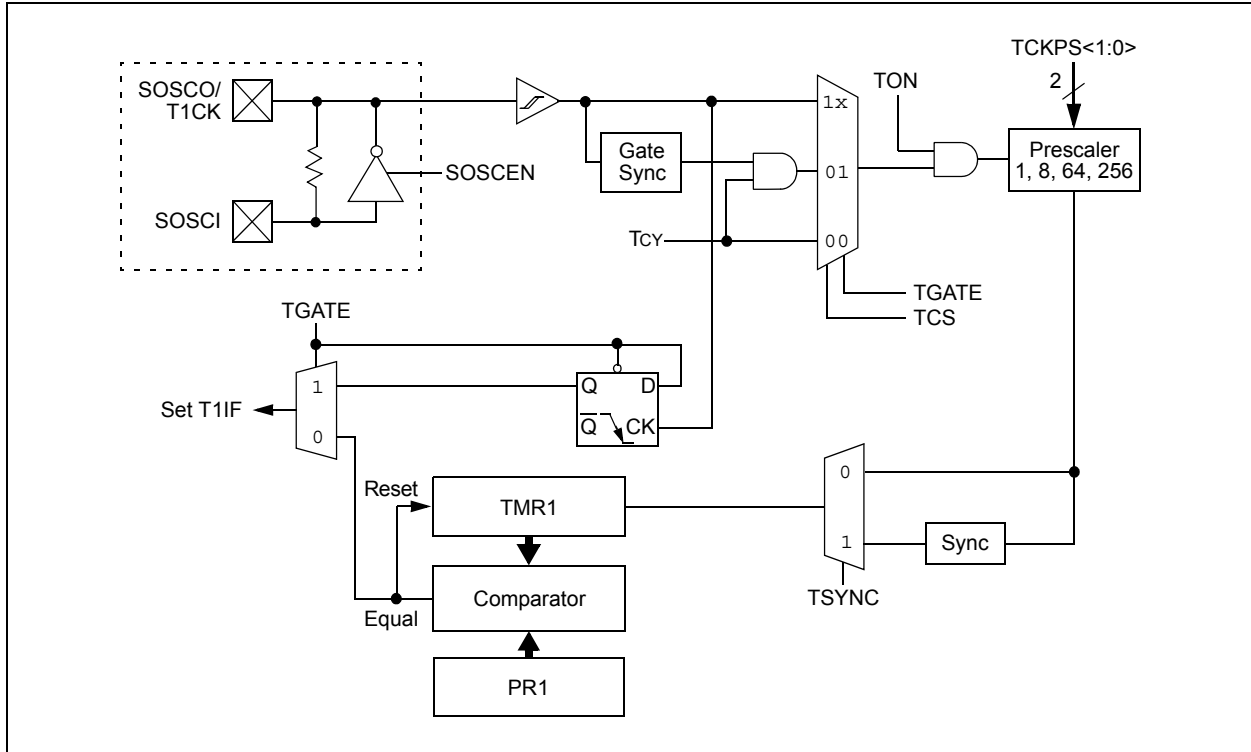 TCKPS<1:0>
2
SOSCO/
T1CK
TON
1x
Prescaler
1, 8, 64, 256
Gate
Sync
01
SOSCEN
SOSCI
TCY
00
TGATE
TCS
TGATE
1
Q
D
Set T1IF
Q
CK
0
Reset
TMR1
0
1
Sync
Comparator
TSYNC
Equal
PR1